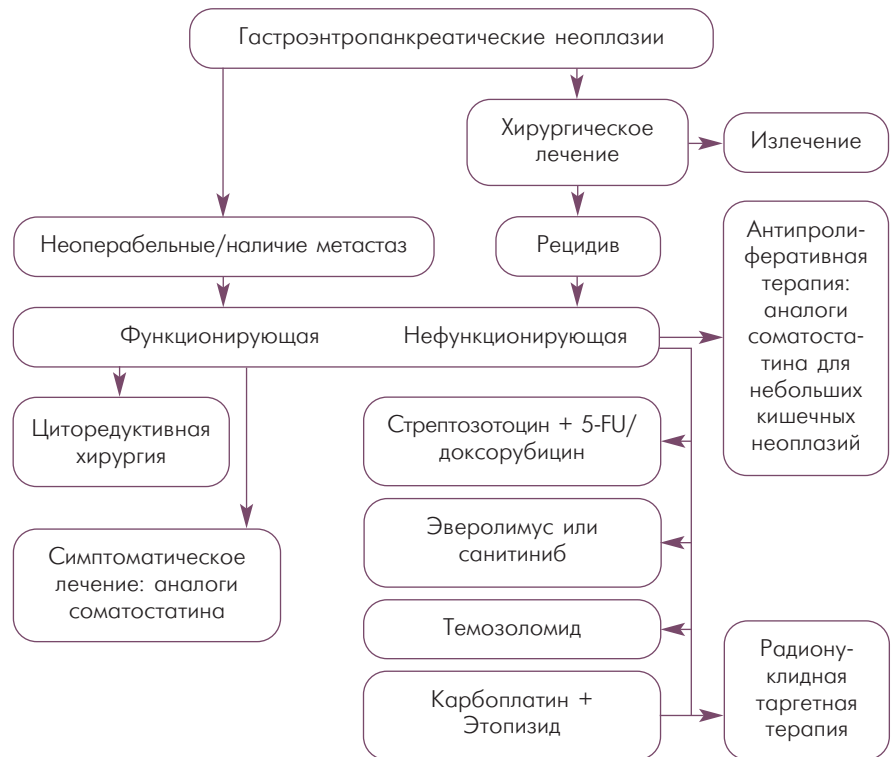 Гастроэнтропанкреатические неоплазии
Хирургическое
лечение
Излечение
Неоперабельные/наличие метастаз
Рецидив
Антипроли-
феративная
терапия:
аналоги
соматоста-
тина для
небольших
кишечных
неоплазий
Функционирующая Нефункционирующая
Циторедуктивная
хирургия
Стрептозотоцин + 5-FU/
доксорубицин
Эверолимус или
санитиниб
Симптоматическое
лечение: аналоги
соматостатина
Темозоломид
Карбоплатин +
Этопизид
Радиону-
клидная
таргетная
терапия